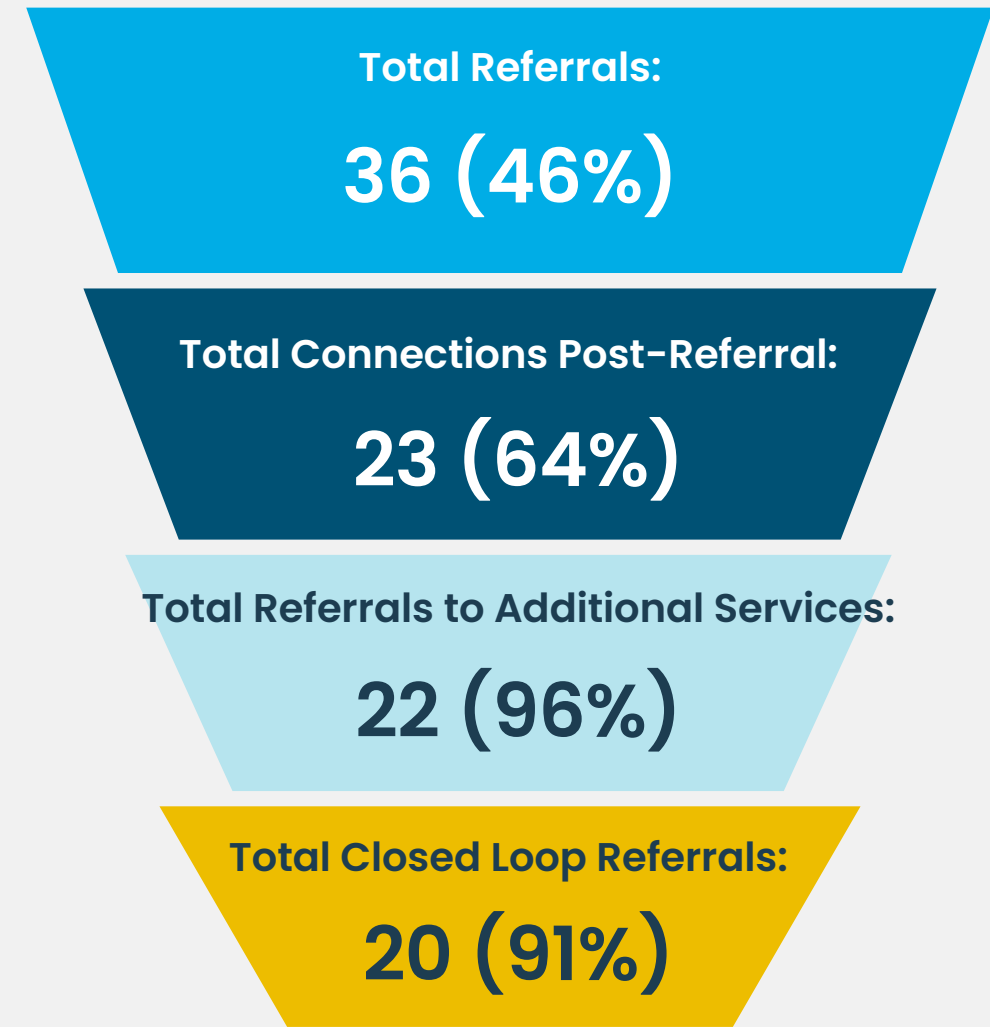 Total Referrals:
36 (46%)
Total Connections Post-Referral:
23 (64%)
Total Referrals to Additional Services:
22 (96%)
Total Closed Loop Referrals:
20 (91%)